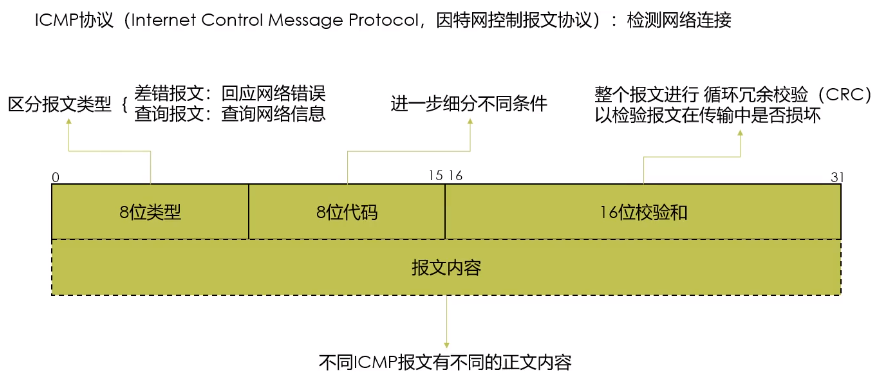 ICMP协议（Internet Control Message Protocol，因特网控制报文协议）：检测网络连接
区分报文类型 {
差错报文：回应网络错误
查询报文：查询网络信息
进一步细分不同条件
整个报文进行 循环冗余校验（CRC）
以检验报文在传输中是否损坏
0 15 16 31
8位类型 8位代码 16位校验和
报文内容
不同ICMP报文有不同的正文内容